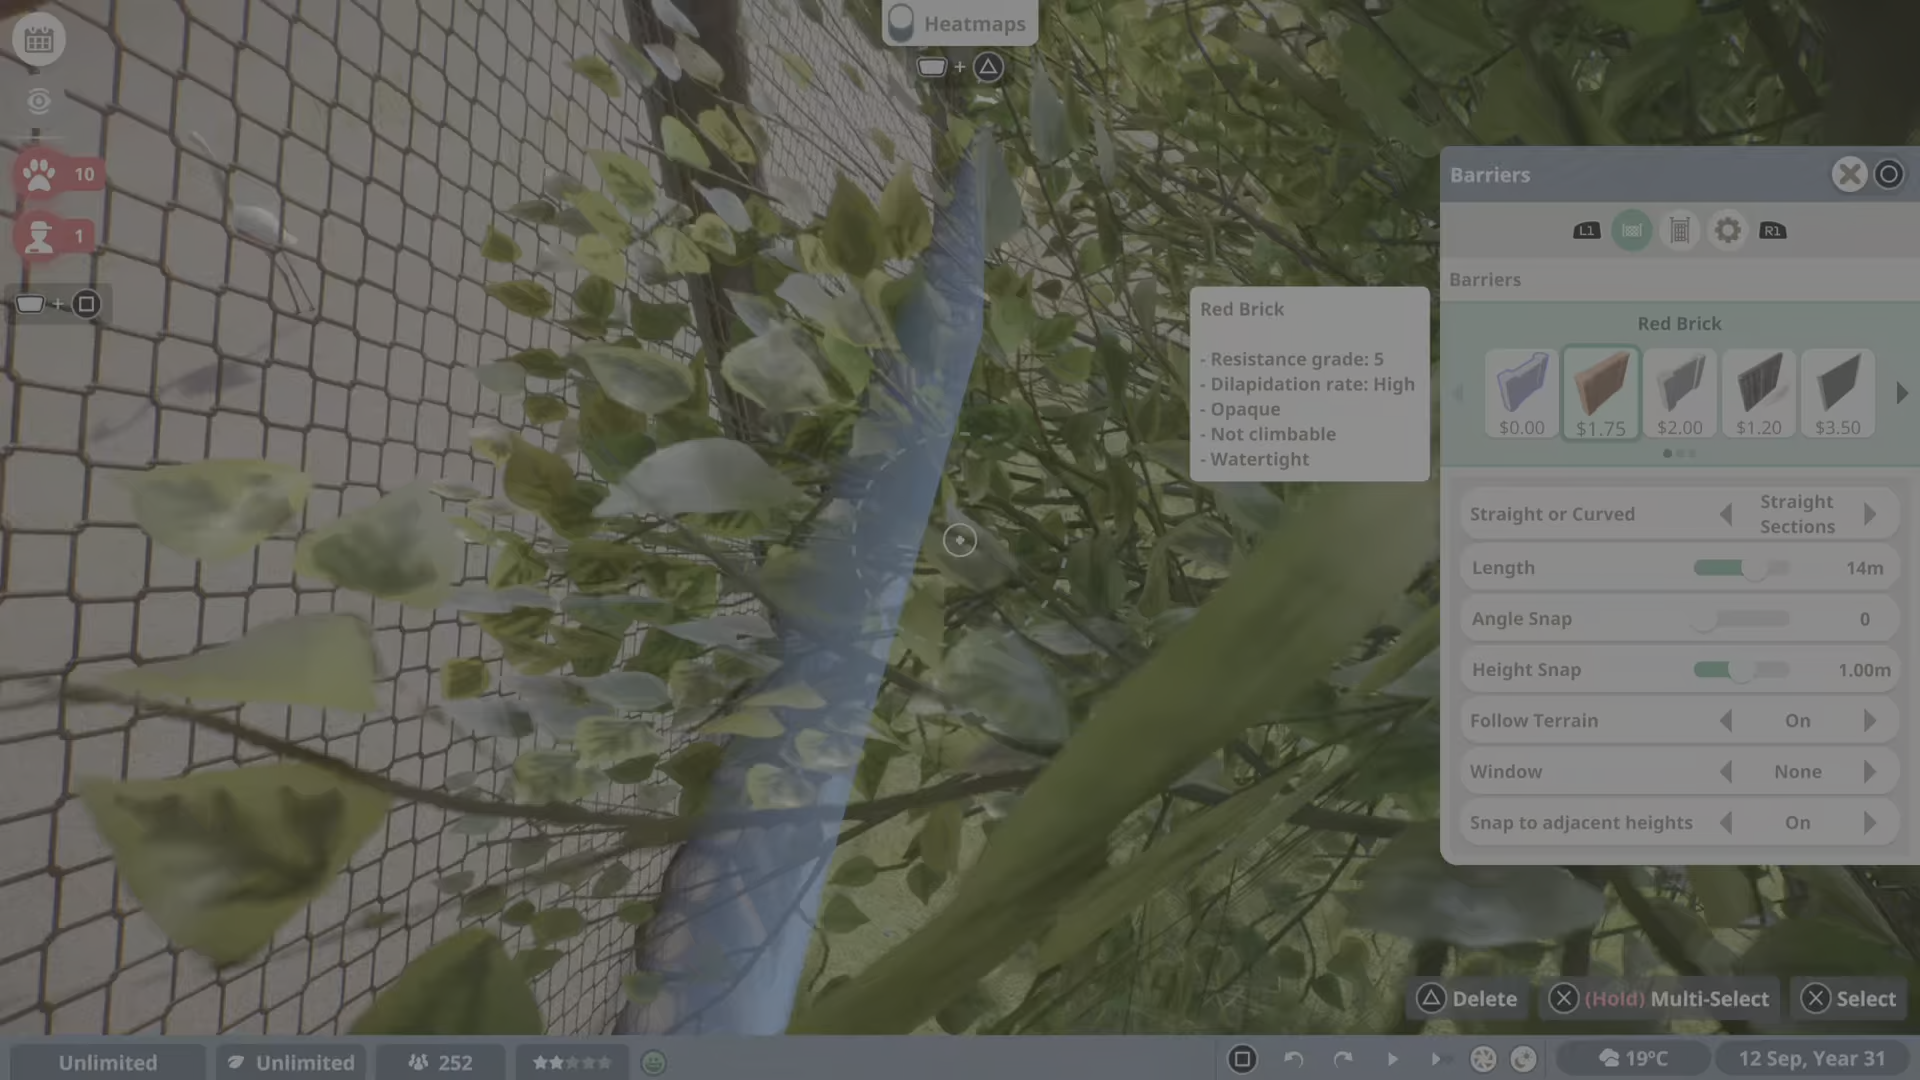 Heatmaps
+
10
1
+
Barriers
L1
R1
Barriers
Red Brick
$0.00
$1.75
$2.00
$1.20
$3.50
Red Brick
- Resistance grade: 5
- Dilapidation rate: High
- Opaque
- Not climbable
- Watertight
Straight or Curved
Straight
Sections
Length
14m
Angle Snap
0
Height Snap
1.00m
Follow Terrain
On
Window
None
Snap to adjacent heights
On
Delete
(Hold) Multi-Select
Select
Unlimited
Unlimited
252
19°C
12 Sep, Year 31